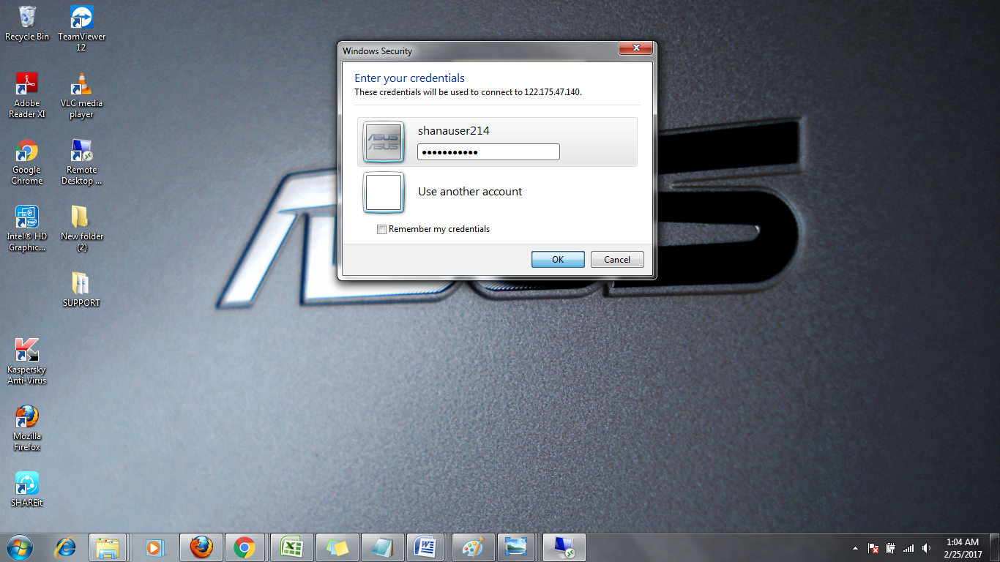 Recycle Bin
TeamViewer
12
Adobe
Reader XI
VLC media
player
Google
Chrome
Remote
Desktop ...
Intel® HD
Graphic...
New folder
(2)
SUPPORT
Kaspersky
Anti-Virus
Mozilla
Firefox
SHAREit
Windows Security
Enter your credentials
These credentials will be used to connect to 122.175.47.140.
ASUS
ASUS
shanauser214
•••••••••••
Use another account
Remember my credentials
OK
Cancel
1:04 AM
2/25/2017